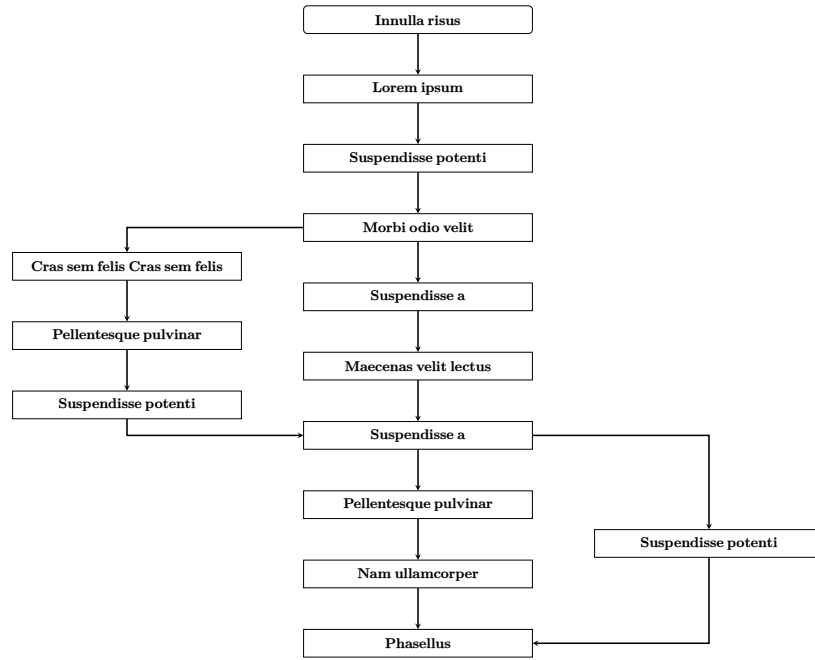 Innulla risus
Lorem ipsum
Suspendisse potenti
Morbi odio velit
Cras sem felis Cras sem felis
Suspendisse a
Pellentesque pulvinar
Maecenas velit lectus
Suspendisse potenti
Suspendisse a
Pellentesque pulvinar
Suspendisse potenti
Nam ullamcorper
Phasellus